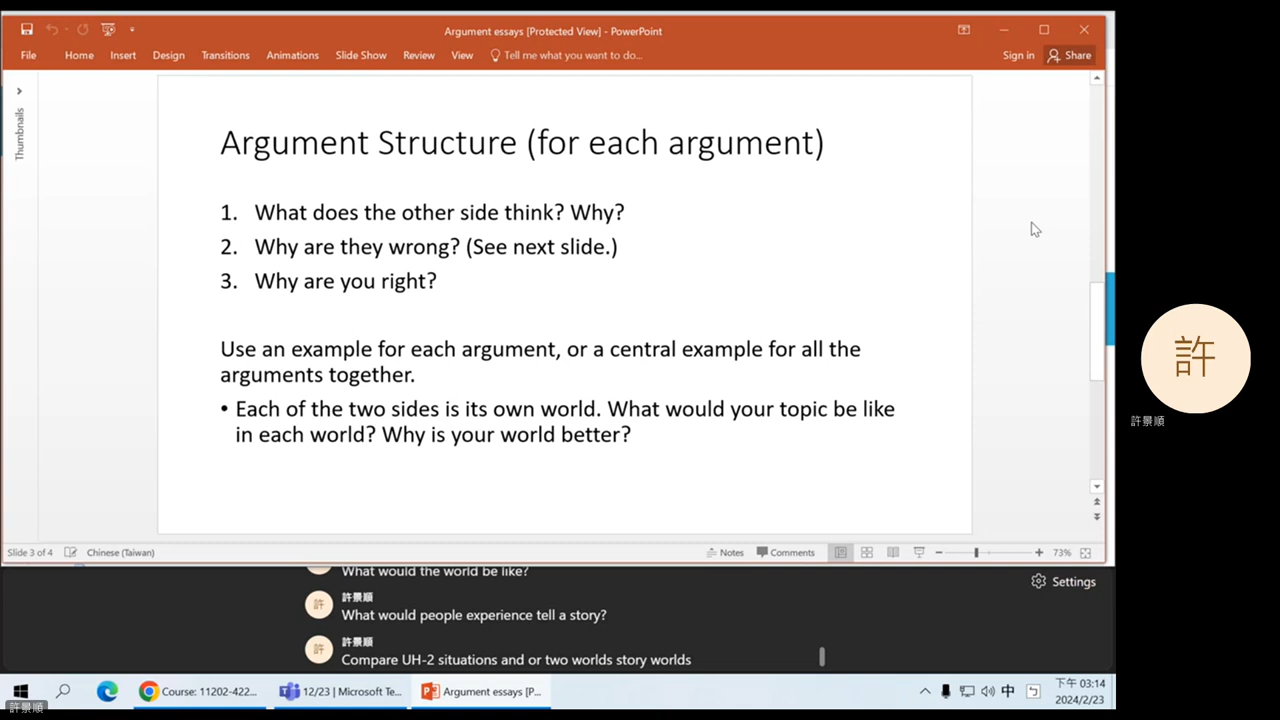 Argument essays [Protected View] - PowerPoint
File Home Insert Design Transitions Animations Slide Show Review View Tell me what you want to do... Sign in Share
Thumbnails
Argument Structure (for each argument)
1. What does the other side think? Why?
2. Why are they wrong? (See next slide.)
3. Why are you right?
Use an example for each argument, or a central example for all the
arguments together.
• Each of the two sides is its own world. What would your topic be like
in each world? Why is your world better?
許
許景順
Slide 3 of 4 Chinese (Taiwan) Notes Comments 73%
What would the world be like?
Settings
許 許景順
What would people experience tell a story?
許 許景順
Compare UH-2 situations and or two worlds story worlds
Course: 11202-422... 12/23 | Microsoft Te... Argument essays [P... 中 下午 03:14
2024/2/23
許景順